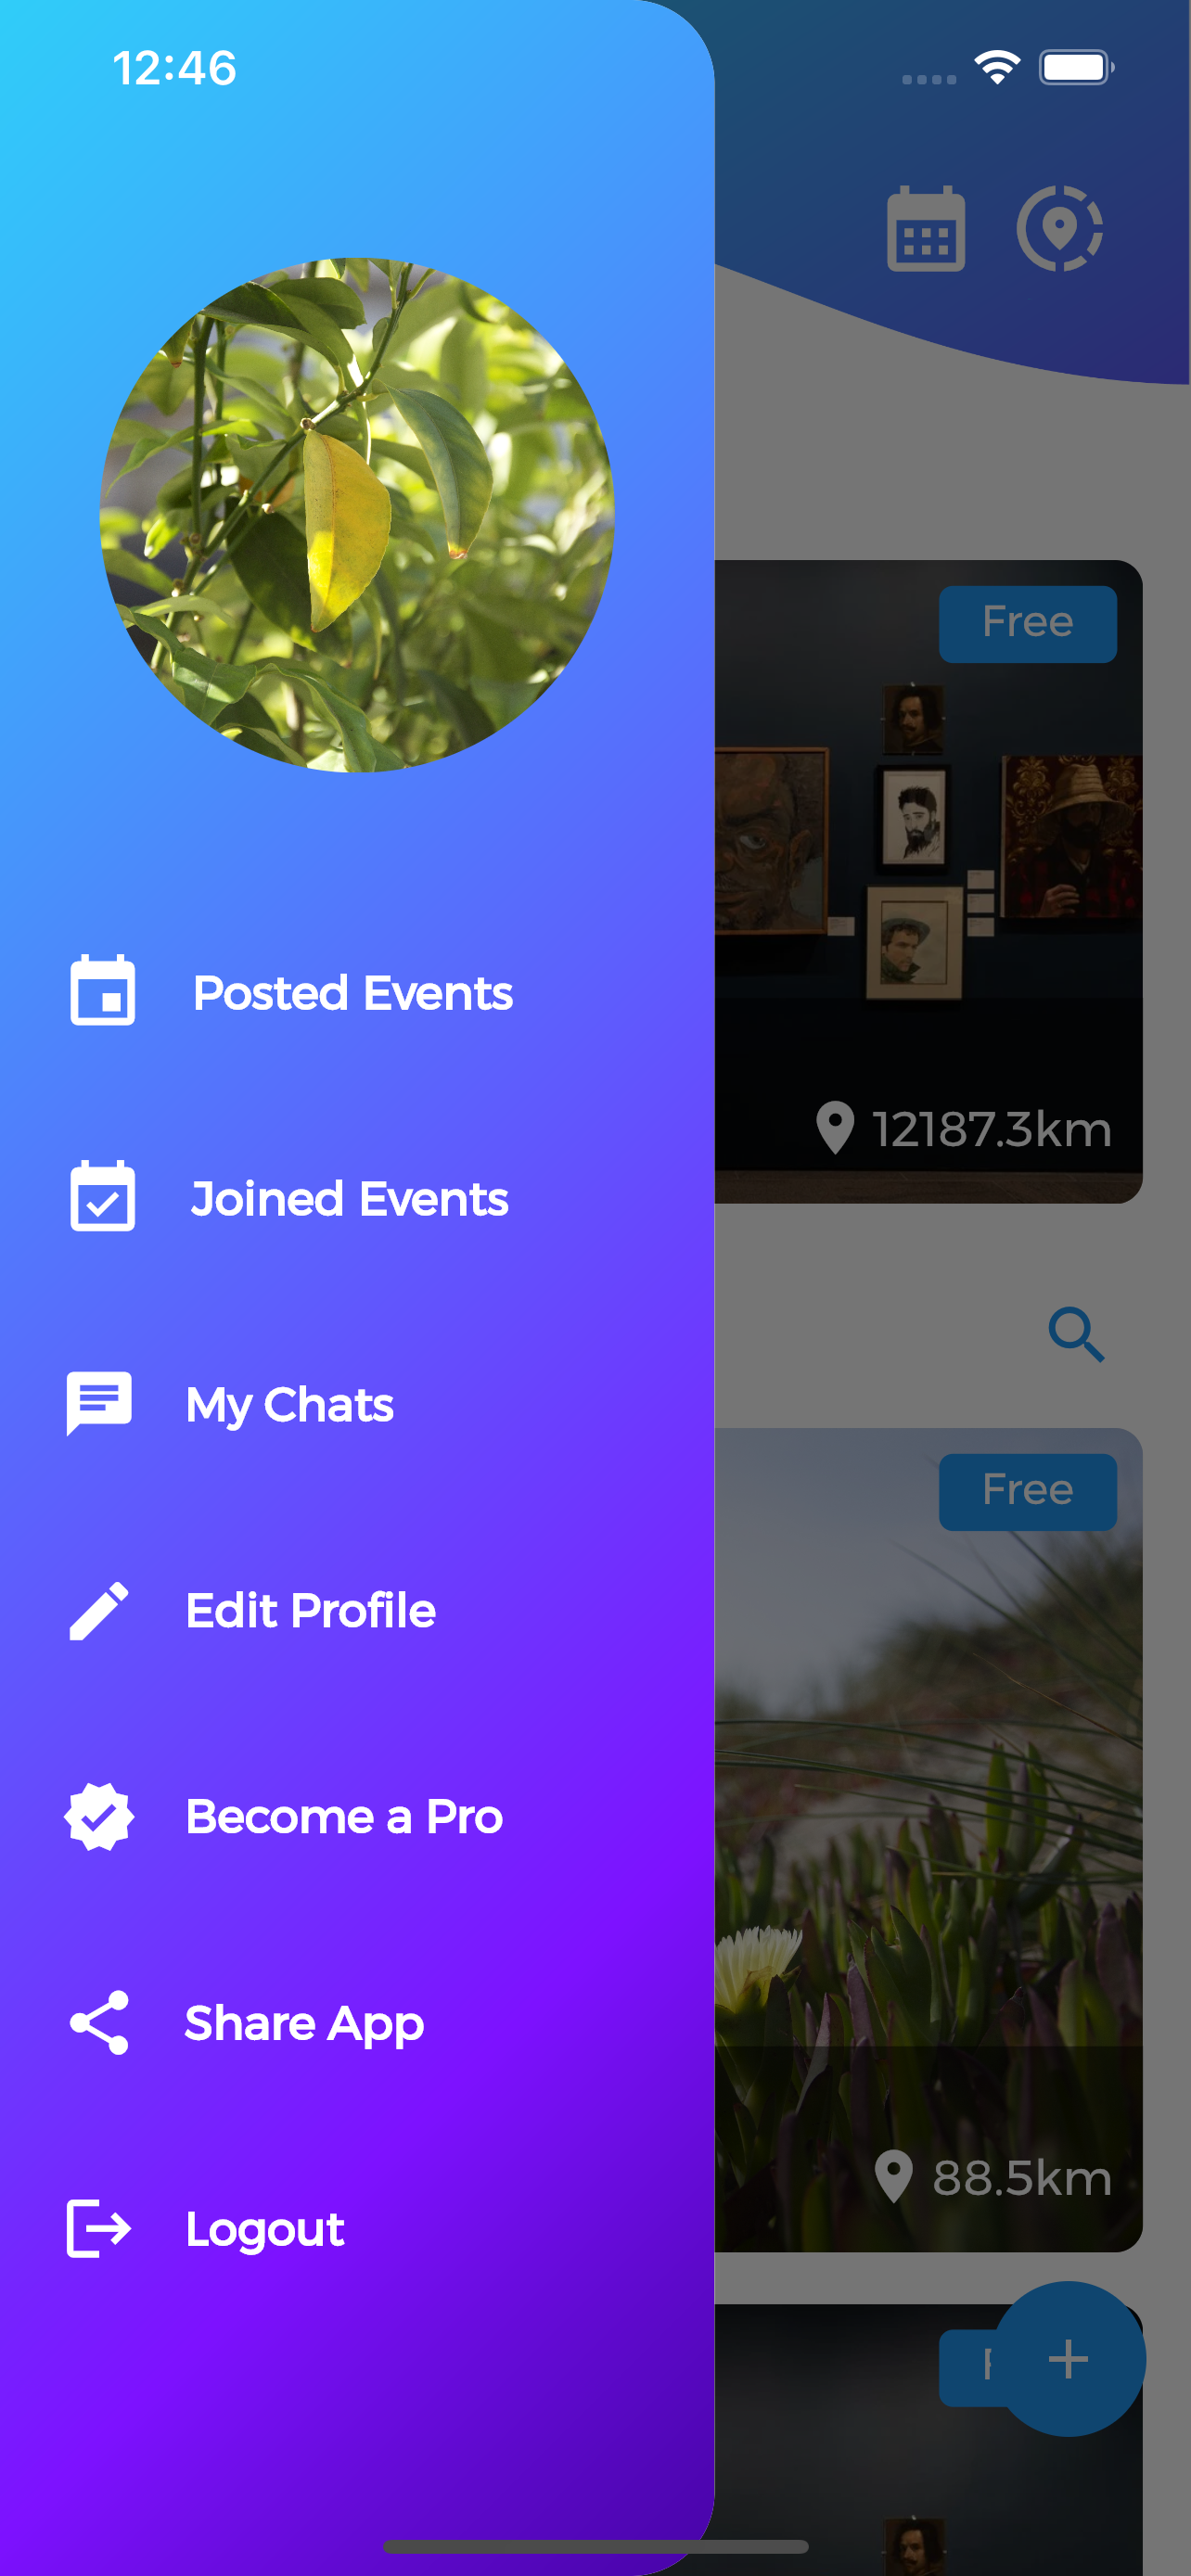 12:46
Free
12187.3km
Free
88.5km
Posted Events
Joined Events
My Chats
Edit Profile
Become a Pro
Share App
Logout